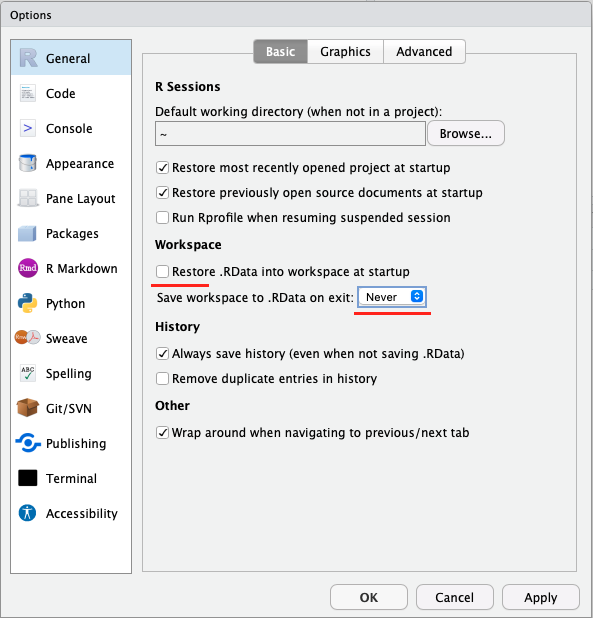 Options
General
Code
Console
Appearance
Pane Layout
Packages
R Markdown
Python
Sweave
Spelling
Git/SVN
Publishing
Terminal
Accessibility
Basic Graphics Advanced
R Sessions
Default working directory (when not in a project):
~ Browse...
Restore most recently opened project at startup
Restore previously open source documents at startup
Run Rprofile when resuming suspended session
Workspace
Restore .RData into workspace at startup
Save workspace to .RData on exit: Never
History
Always save history (even when not saving .RData)
Remove duplicate entries in history
Other
Wrap around when navigating to previous/next tab
OK Cancel Apply